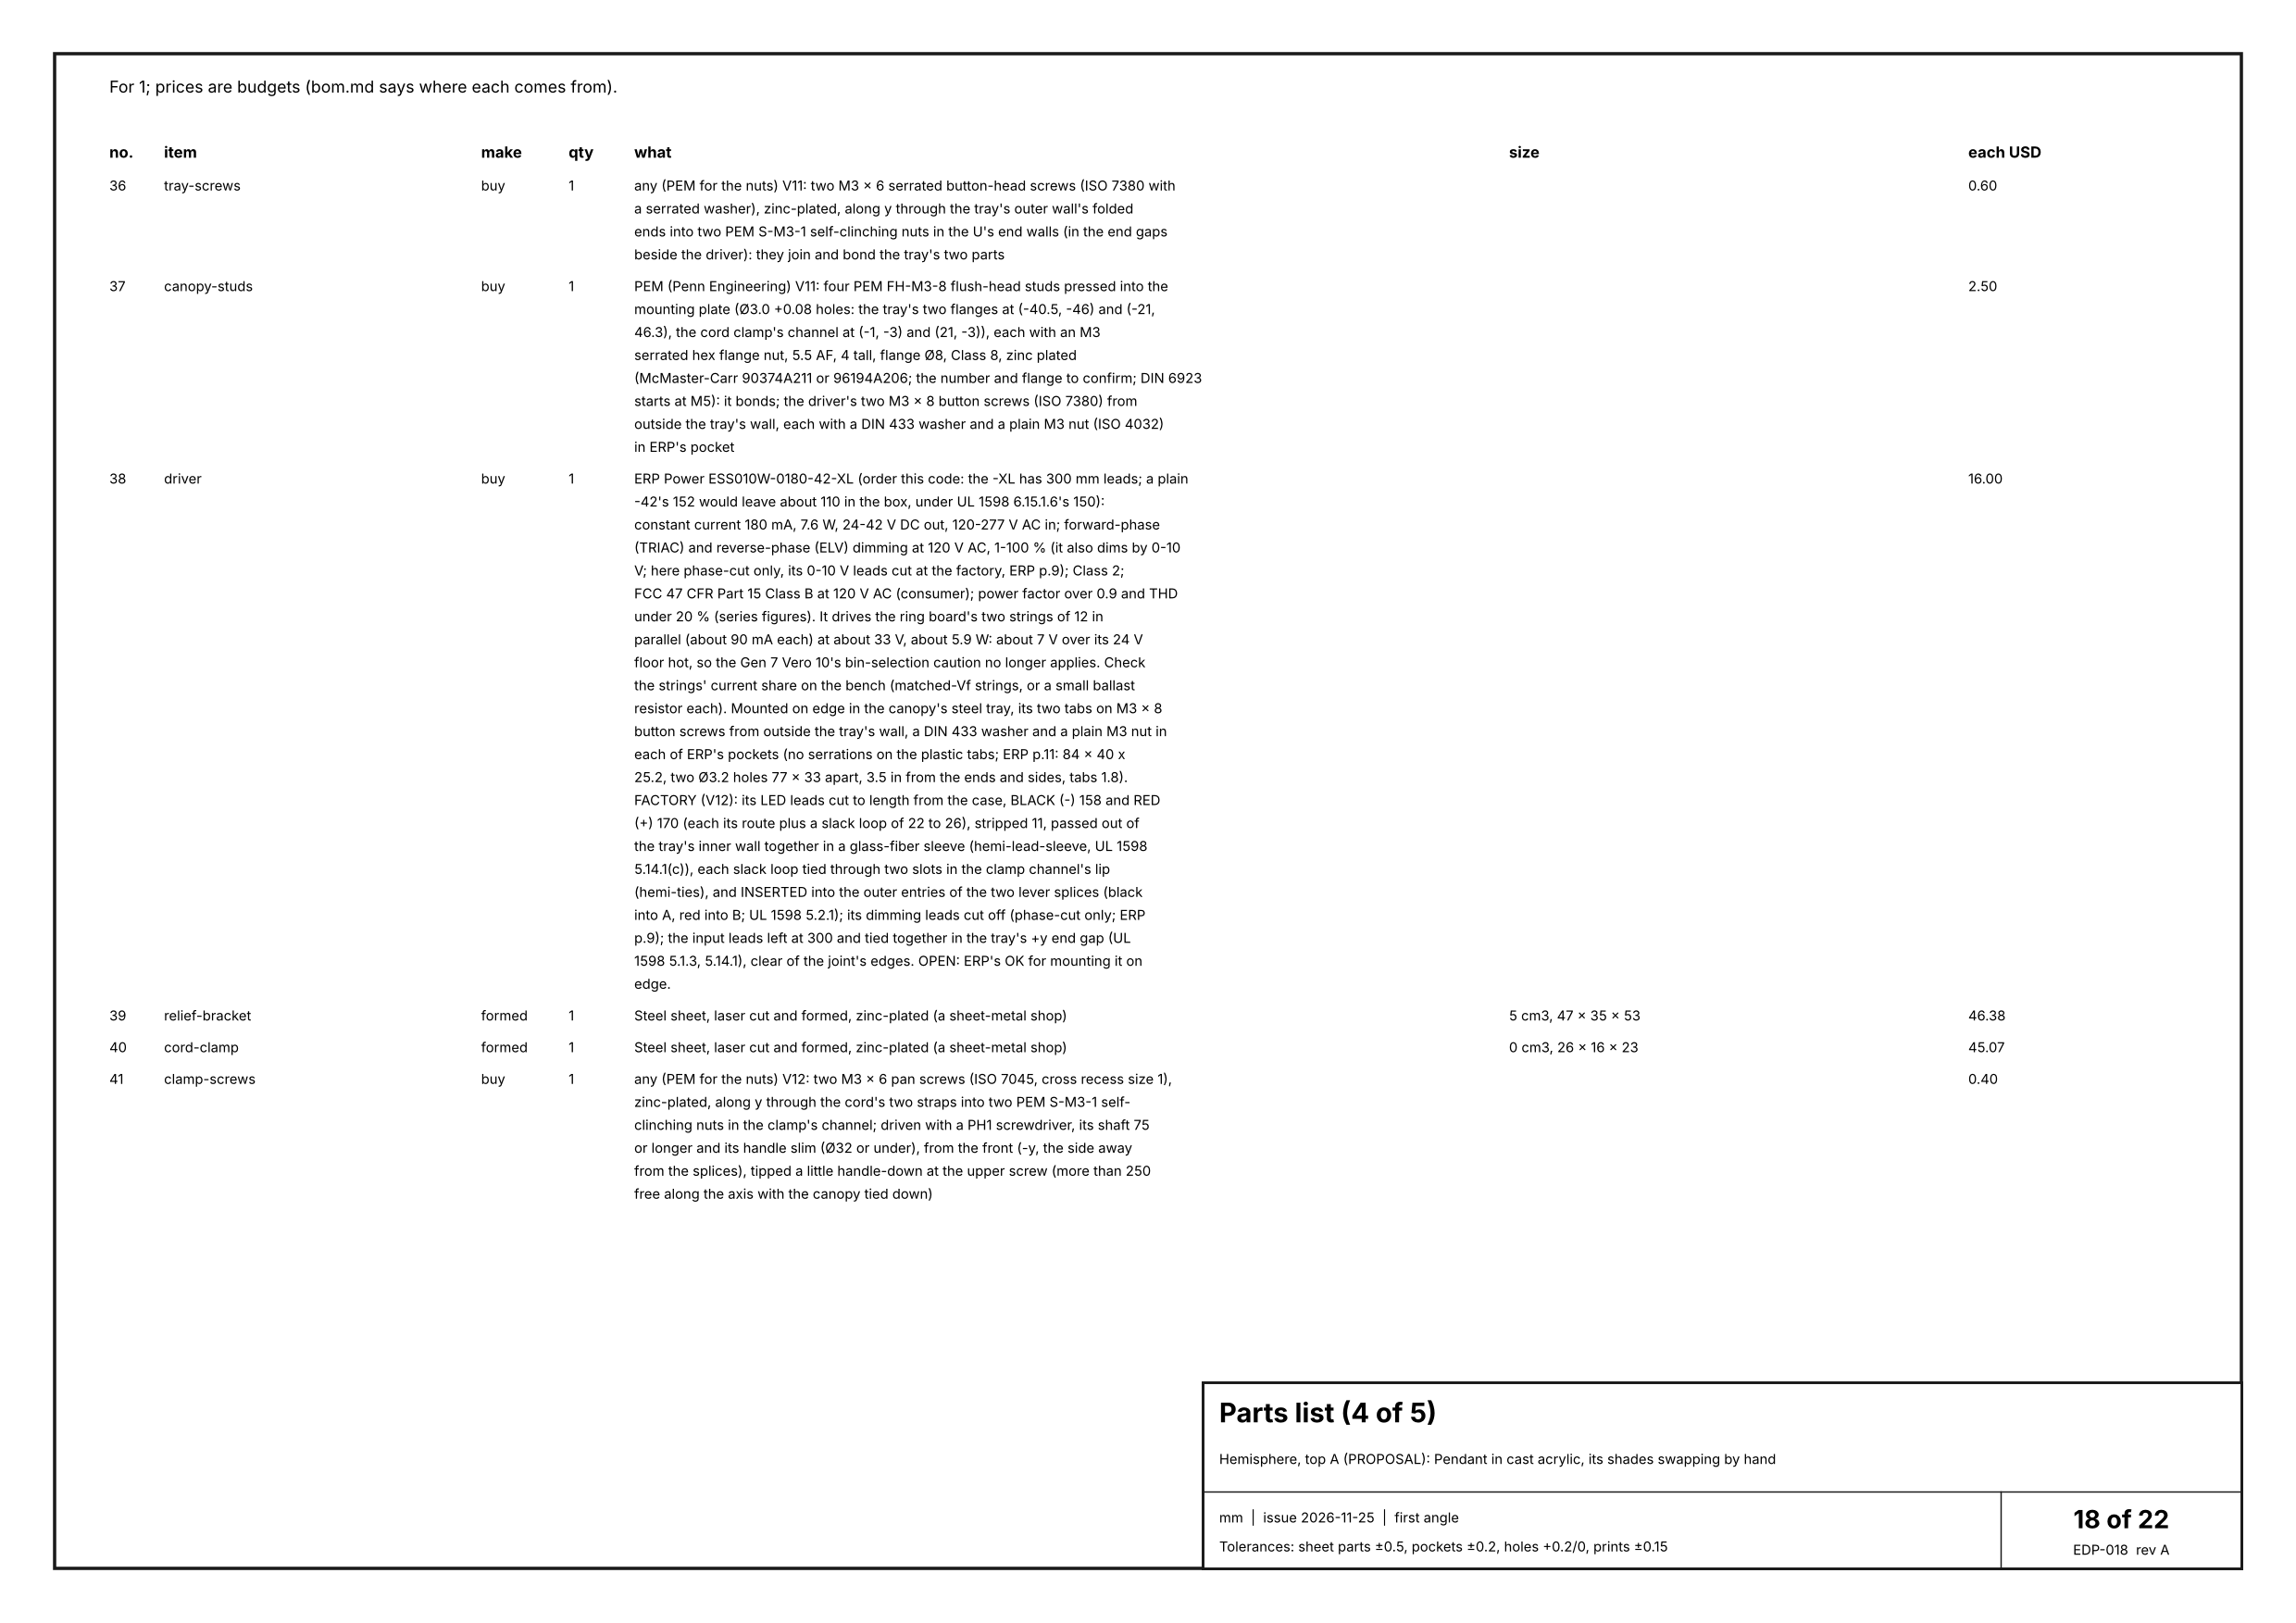 For 1; prices are budgets (bom.md says where each comes from).
no. item make qty what size each USD
36 tray-screws buy 1 any (PEM for the nuts) V11: two M3 × 6 serrated button-head screws (ISO 7380 with 0.60
a serrated washer), zinc-plated, along y through the tray's outer wall's folded
ends into two PEM S-M3-1 self-clinching nuts in the U's end walls (in the end gaps
beside the driver): they join and bond the tray's two parts
37 canopy-studs buy 1 PEM (Penn Engineering) V11: four PEM FH-M3-8 flush-head studs pressed into the 2.50
mounting plate (Ø3.0 +0.08 holes: the tray's two flanges at (-40.5, -46) and (-21,
46.3), the cord clamp's channel at (-1, -3) and (21, -3)), each with an M3
serrated hex flange nut, 5.5 AF, 4 tall, flange Ø8, Class 8, zinc plated
(McMaster-Carr 90374A211 or 96194A206; the number and flange to confirm; DIN 6923
starts at M5): it bonds; the driver's two M3 × 8 button screws (ISO 7380) from
outside the tray's wall, each with a DIN 433 washer and a plain M3 nut (ISO 4032)
in ERP's pocket
38 driver buy 1 ERP Power ESS010W-0180-42-XL (order this code: the -XL has 300 mm leads; a plain 16.00
-42's 152 would leave about 110 in the box, under UL 1598 6.15.1.6's 150):
constant current 180 mA, 7.6 W, 24-42 V DC out, 120-277 V AC in; forward-phase
(TRIAC) and reverse-phase (ELV) dimming at 120 V AC, 1-100 % (it also dims by 0-10
V; here phase-cut only, its 0-10 V leads cut at the factory, ERP p.9); Class 2;
FCC 47 CFR Part 15 Class B at 120 V AC (consumer); power factor over 0.9 and THD
under 20 % (series figures). It drives the ring board's two strings of 12 in
parallel (about 90 mA each) at about 33 V, about 5.9 W: about 7 V over its 24 V
floor hot, so the Gen 7 Vero 10's bin-selection caution no longer applies. Check
the strings' current share on the bench (matched-Vf strings, or a small ballast
resistor each). Mounted on edge in the canopy's steel tray, its two tabs on M3 × 8
button screws from outside the tray's wall, a DIN 433 washer and a plain M3 nut in
each of ERP's pockets (no serrations on the plastic tabs; ERP p.11: 84 × 40 x
25.2, two Ø3.2 holes 77 × 33 apart, 3.5 in from the ends and sides, tabs 1.8).
FACTORY (V12): its LED leads cut to length from the case, BLACK (-) 158 and RED
(+) 170 (each its route plus a slack loop of 22 to 26), stripped 11, passed out of
the tray's inner wall together in a glass-fiber sleeve (hemi-lead-sleeve, UL 1598
5.14.1(c)), each slack loop tied through two slots in the clamp channel's lip
(hemi-ties), and INSERTED into the outer entries of the two lever splices (black
into A, red into B; UL 1598 5.2.1); its dimming leads cut off (phase-cut only; ERP
p.9); the input leads left at 300 and tied together in the tray's +y end gap (UL
1598 5.1.3, 5.14.1), clear of the joint's edges. OPEN: ERP's OK for mounting it on
edge.
39 relief-bracket formed 1 Steel sheet, laser cut and formed, zinc-plated (a sheet-metal shop) 5 cm3, 47 × 35 × 53 46.38
40 cord-clamp formed 1 Steel sheet, laser cut and formed, zinc-plated (a sheet-metal shop) 0 cm3, 26 × 16 × 23 45.07
41 clamp-screws buy 1 any (PEM for the nuts) V12: two M3 × 6 pan screws (ISO 7045, cross recess size 1), 0.40
zinc-plated, along y through the cord's two straps into two PEM S-M3-1 self-
clinching nuts in the clamp's channel; driven with a PH1 screwdriver, its shaft 75
or longer and its handle slim (Ø32 or under), from the front (-y, the side away
from the splices), tipped a little handle-down at the upper screw (more than 250
free along the axis with the canopy tied down)
Parts list (4 of 5)
Hemisphere, top A (PROPOSAL): Pendant in cast acrylic, its shades swapping by hand
mm | issue 2026-11-25 | first angle
Tolerances: sheet parts ±0.5, pockets ±0.2, holes +0.2/0, prints ±0.15
18 of 22
EDP-018 rev A